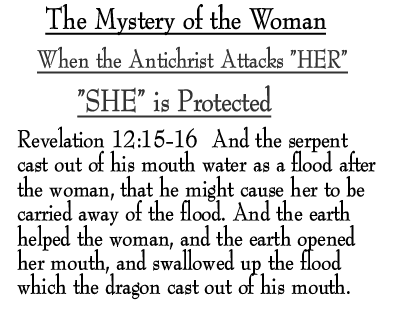 The Mystery of the Woman
When the Antichrist Attacks "HER"
"SHE" is Protected
Revelation 12:15-16 And the serpent
cast out of his mouth water as a flood after
the woman, that he might cause her to be
carried away of the flood. And the earth
helped the woman, and the earth opened
her mouth, and swallowed up the flood
which the dragon cast out of his mouth.